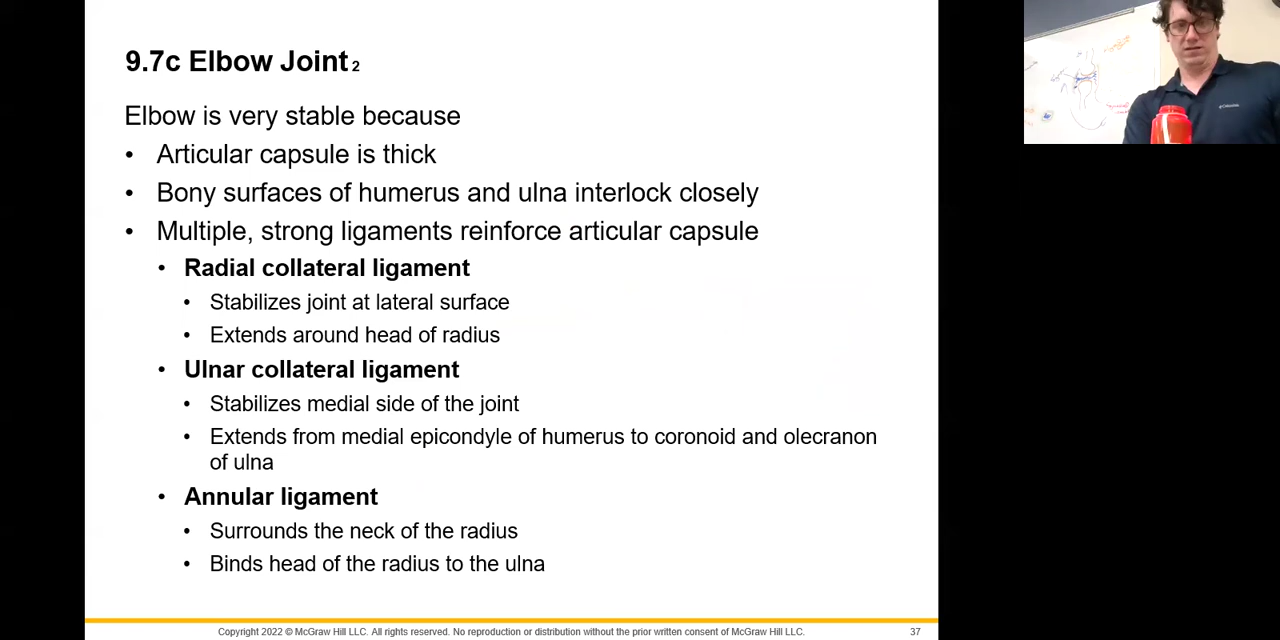 9.7c Elbow Joint 2
Elbow is very stable because
• Articular capsule is thick
• Bony surfaces of humerus and ulna interlock closely
• Multiple, strong ligaments reinforce articular capsule
• Radial collateral ligament
• Stabilizes joint at lateral surface
• Extends around head of radius
• Ulnar collateral ligament
• Stabilizes medial side of the joint
• Extends from medial epicondyle of humerus to coronoid and olecranon
of ulna
• Annular ligament
• Surrounds the neck of the radius
• Binds head of the radius to the ulna
Copyright 2022 © McGraw Hill LLC. All rights reserved. No reproduction or distribution without the prior written consent of McGraw Hill LLC.
37